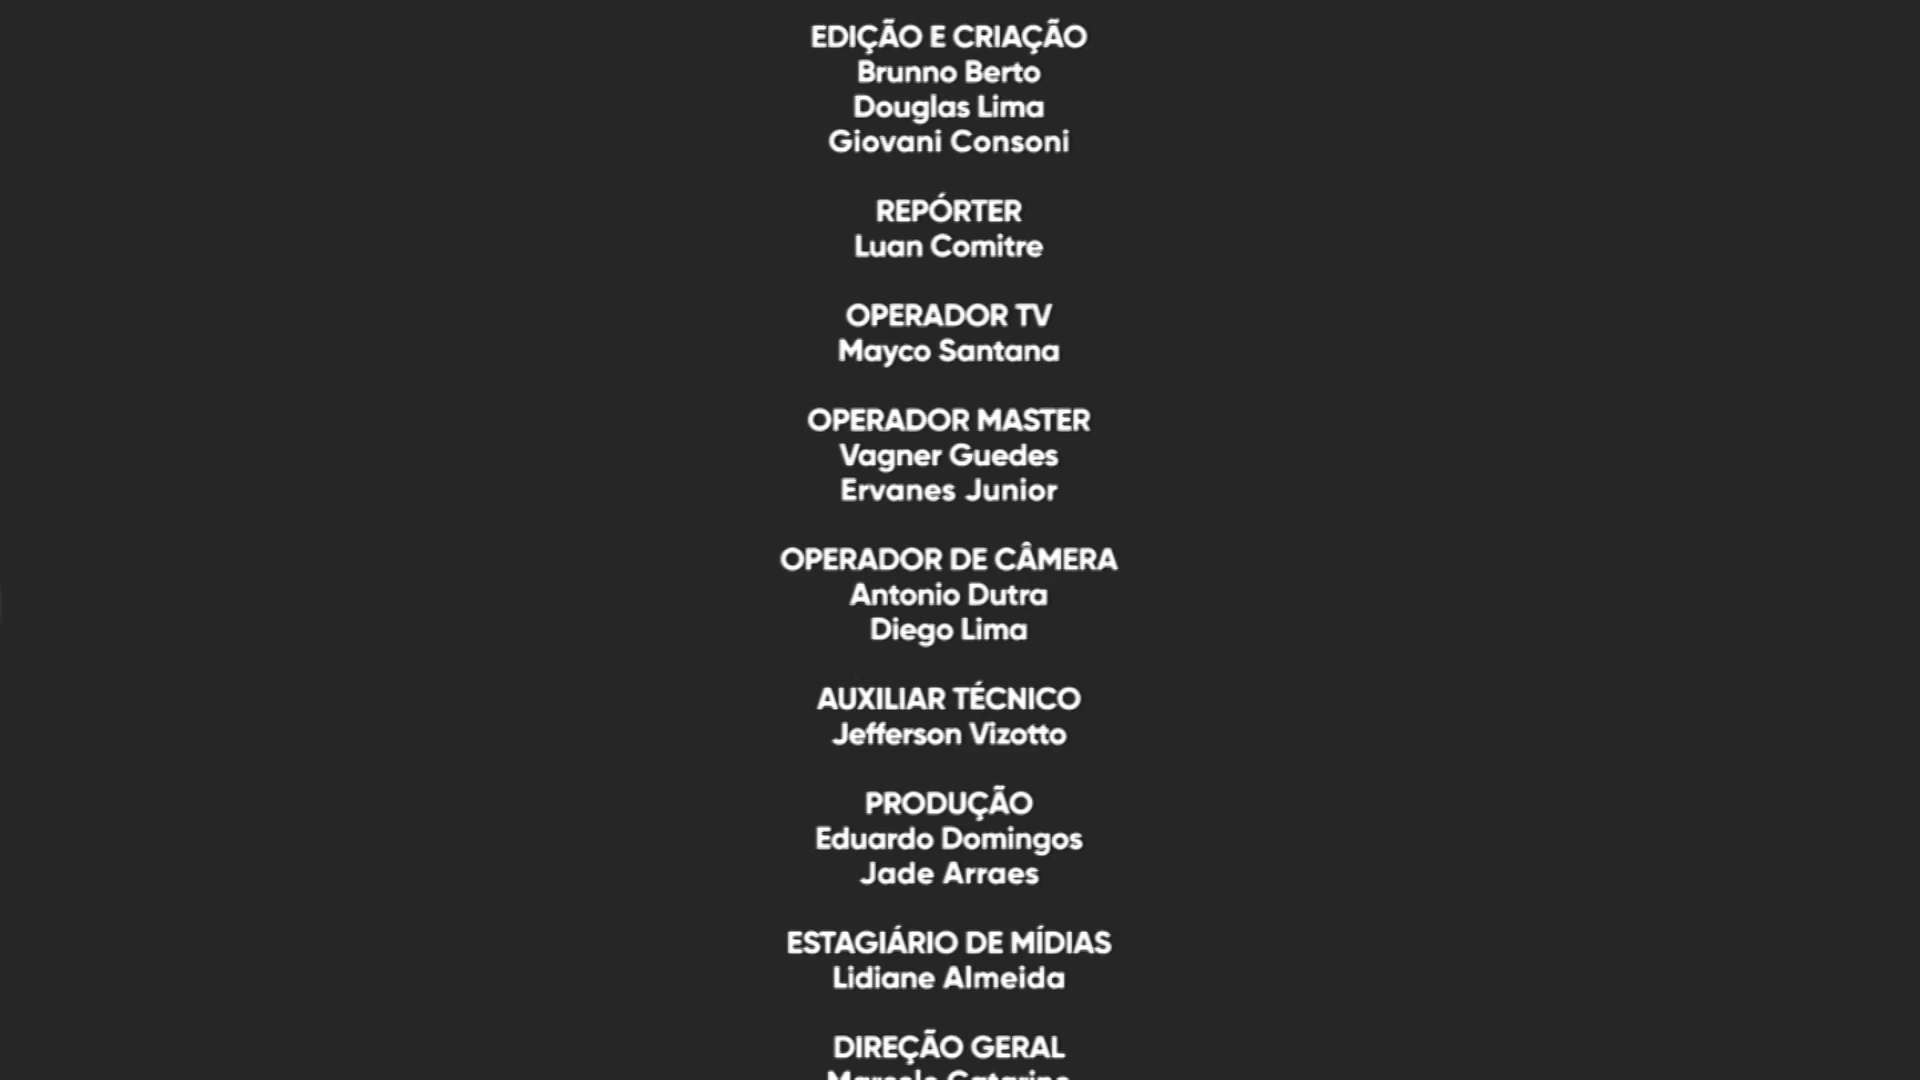 EDIÇÃO E CRIAÇÃO
Brunno Berto
Douglas Lima
Giovani Consoni
REPÓRTER
Luan Comitre
OPERADOR TV
Mayco Santana
OPERADOR MASTER
Vagner Guedes
Ervanes Junior
OPERADOR DE CÂMERA
Antonio Dutra
Diego Lima
AUXILIAR TÉCNICO
Jefferson Vizotto
PRODUÇÃO
Eduardo Domingos
Jade Arraes
ESTAGIÁRIO DE MÍDIAS
Lidiane Almeida
DIREÇÃO GERAL